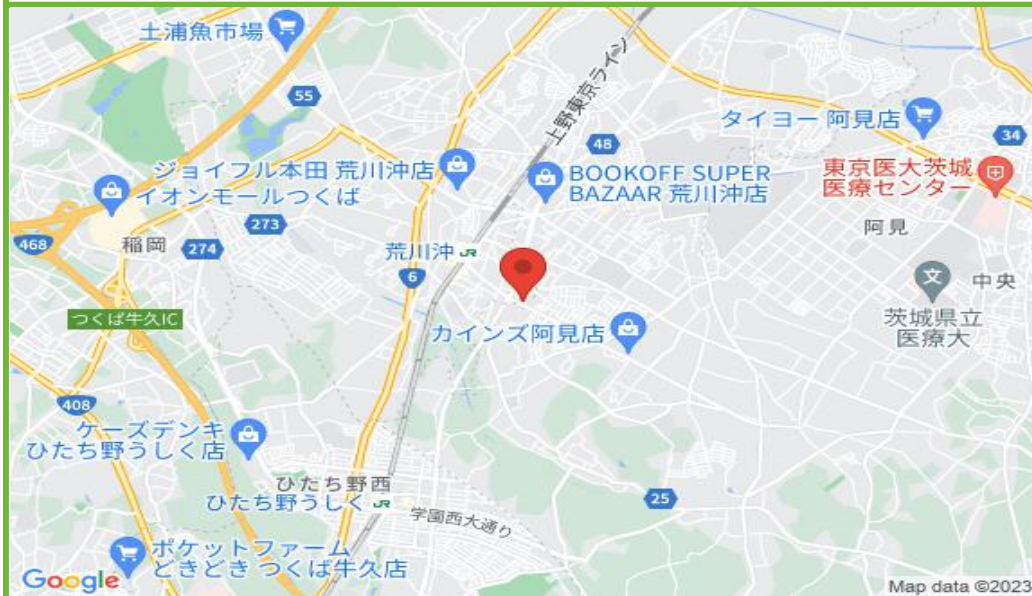 土浦魚市場
55
上野東京ライン
48
タイヨー 阿見店
34
ジョイフル本田 荒川沖店
イオンモールつくば
BOOKOFF SUPER
BAZAAR 荒川沖店
東京医大茨城
医療センター
468
稲岡
274
273
荒川沖 JR
6
阿見
中央
つくば牛久IC
カインズ阿見店
茨城県立
医療大
408
ケーズデンキ
ひたち野うしく店
ひたち野西
ひたち野うしく JR
学園西大通り
25
ポケットファーム
どきどき つくば牛久店
Google
Map data ©2023